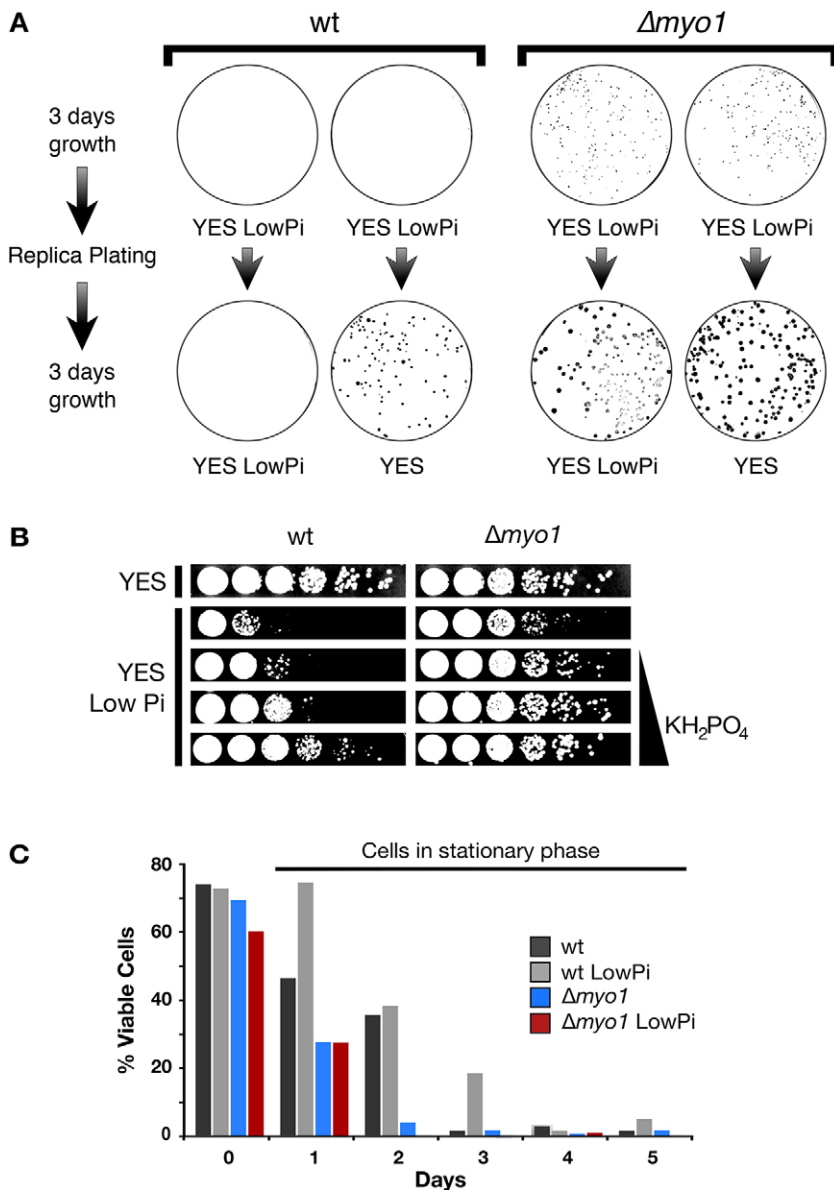 A
wt
Δmyo1
3 days
growth
YES LowPi
YES LowPi
YES LowPi
YES LowPi
Replica Plating
3 days
growth
YES LowPi
YES
YES LowPi
YES
B
wt
Δmyo1
YES
YES
Low Pi
KH₂PO₄
C
Cells in stationary phase
% Viable Cells
80
60
40
20
0
wt
wt LowPi
Δmyo1
Δmyo1 LowPi
0 1 2 3 4 5
Days